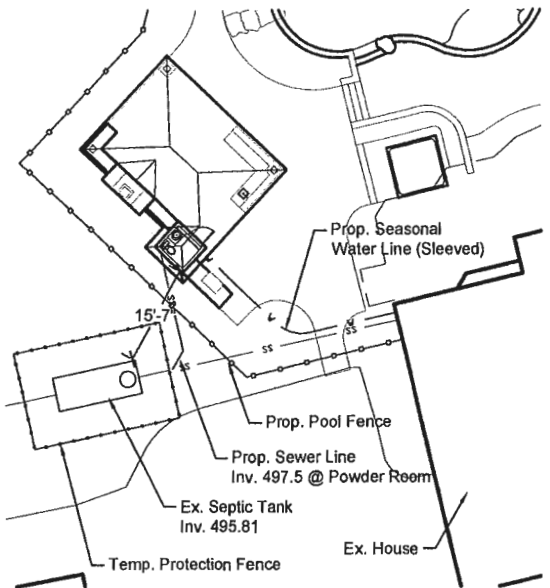 Prop. Seasonal
Water Line (Sleeved)
15'-7"
SS
SS
SS
SS
Prop. Pool Fence
Prop. Sewer Line
Inv. 497.5 @ Powder Room
Ex. Septic Tank
Inv. 495.81
Ex. House
Temp. Protection Fence